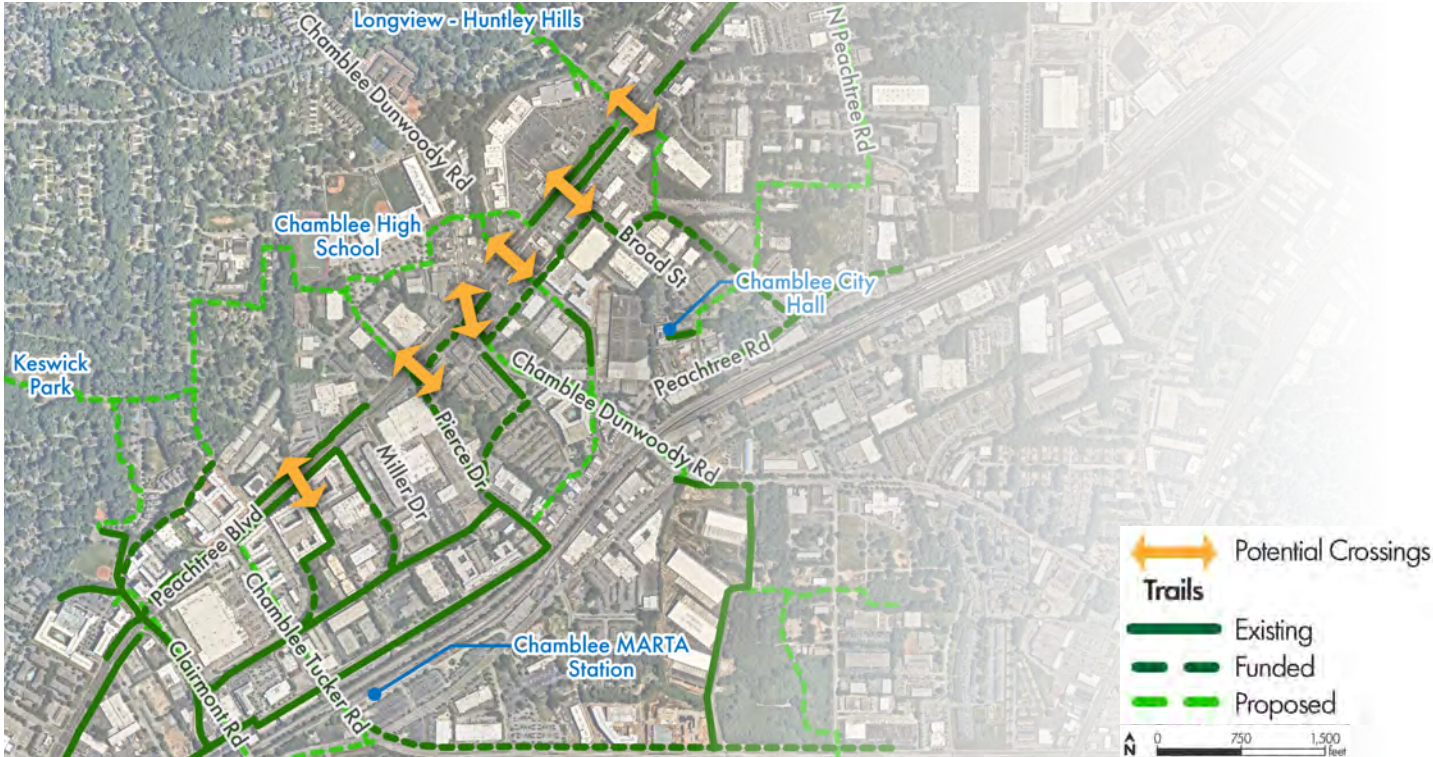 Longview - Huntley Hills
Chamblee Dunwoody Rd
N Peachtree Rd
Chamblee High
School
Broad St
Chamblee City
Hall
Peachtree Rd
Keswick
Park
Chamblee Dunwoody Rd
Pierce Dr
Miller Dr
Peachtree Blvd
Chamblee Tucker Rd
Clairmont Rd
Chamblee MARTA
Station
Potential Crossings
Trails
Existing
Funded
Proposed
N
0 750 1,500
feet